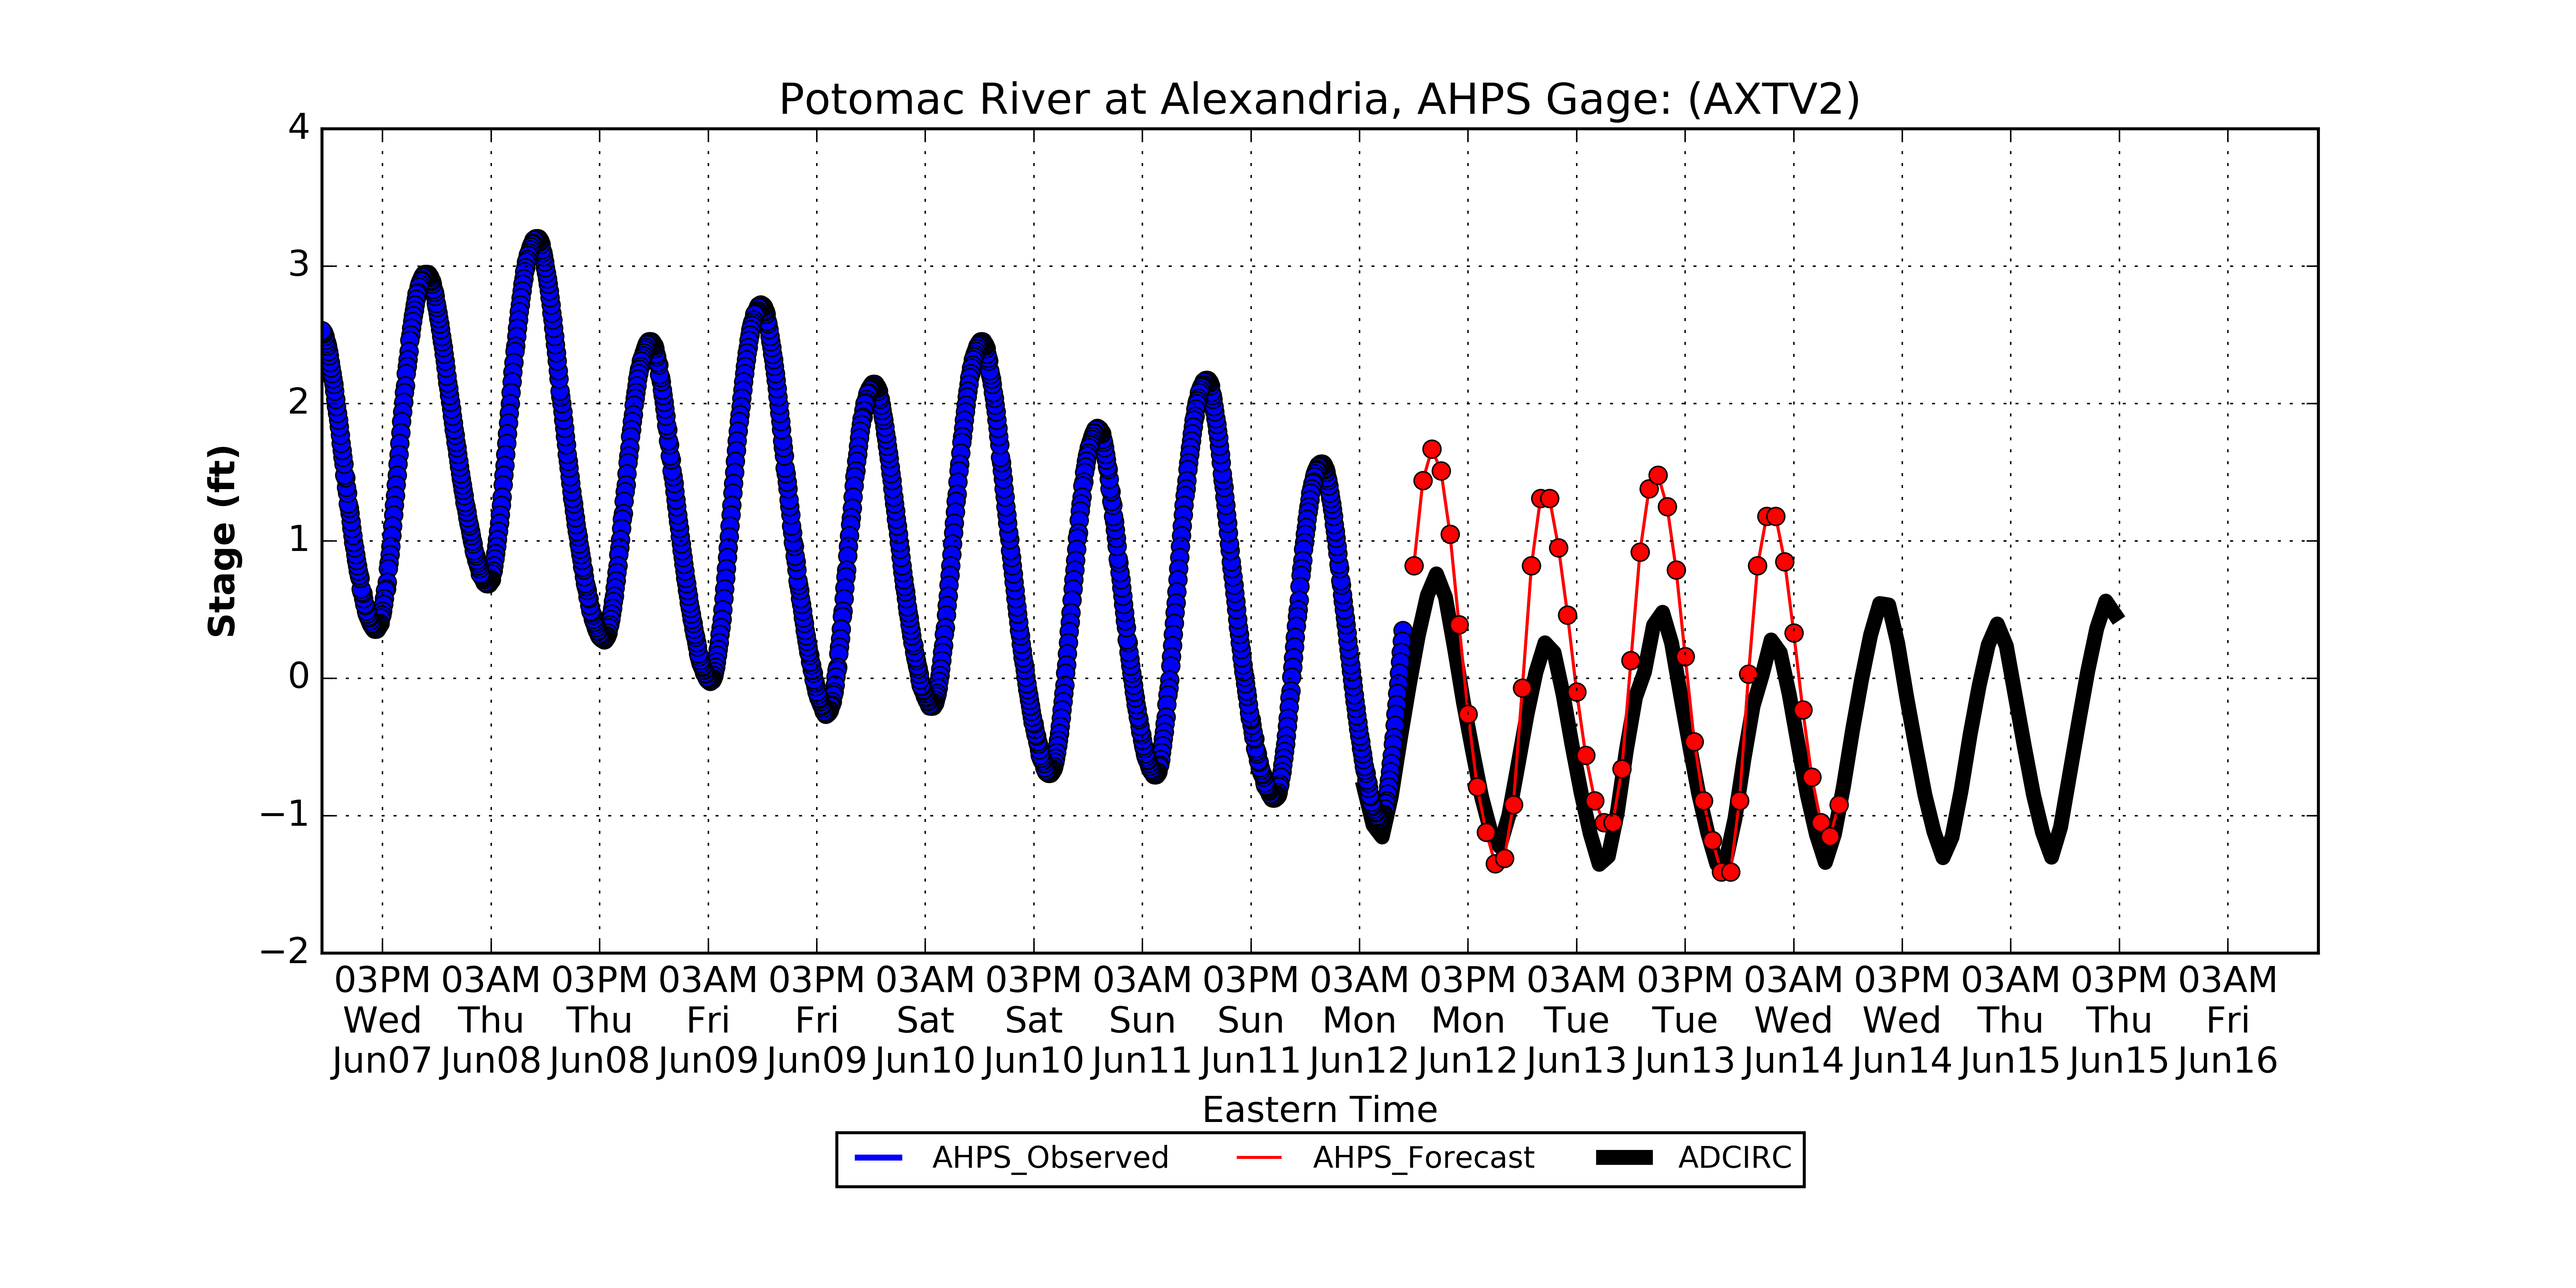 Potomac River at Alexandria, AHPS Gage: (AXTV2)
4
3
2
1
0
−1
−2
Stage (ft)
03PM 03AM 03PM 03AM 03PM 03AM 03PM 03AM 03PM 03AM 03PM 03AM 03PM 03AM 03PM 03AM 03PM 03AM
Wed Thu Thu Fri Fri Sat Sat Sun Sun Mon Mon Tue Tue Wed Wed Thu Thu Fri
Jun07 Jun08 Jun08 Jun09 Jun09 Jun10 Jun10 Jun11 Jun11 Jun12 Jun12 Jun13 Jun13 Jun14 Jun14 Jun15 Jun15 Jun16
Eastern Time
AHPS_Observed AHPS_Forecast ADCIRC